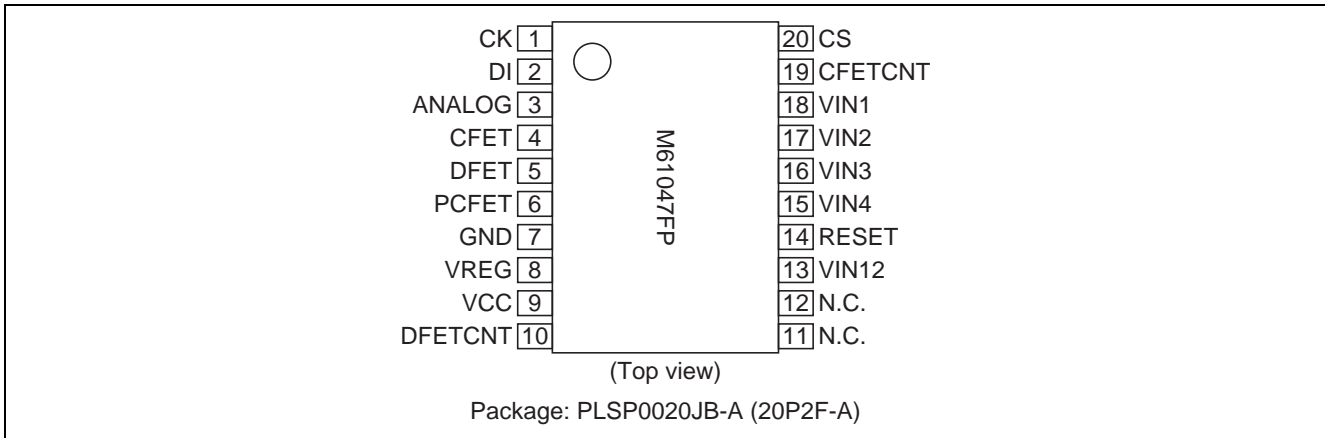 CK 1 20 CS
DI 2 19 CFETCNT
ANALOG 3 18 VIN1
CFET 4 17 VIN2
DFET 5 16 VIN3
PCFET 6 15 VIN4
GND 7 14 RESET
VREG 8 13 VIN12
VCC 9 12 N.C.
DFETCNT 10 11 N.C.
M61047FP
(Top view)
Package: PLSP0020JB-A (20P2F-A)